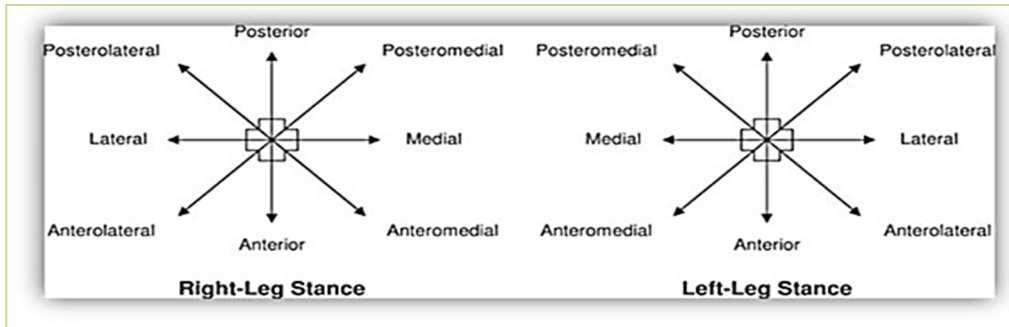 Posterior
Posterolateral
Posteromedial
Lateral
Medial
Anterolateral
Anteromedial
Anterior
Right-Leg Stance
Posterior
Posteromedial
Posterolateral
Medial
Lateral
Anteromedial
Anterolateral
Anterior
Left-Leg Stance